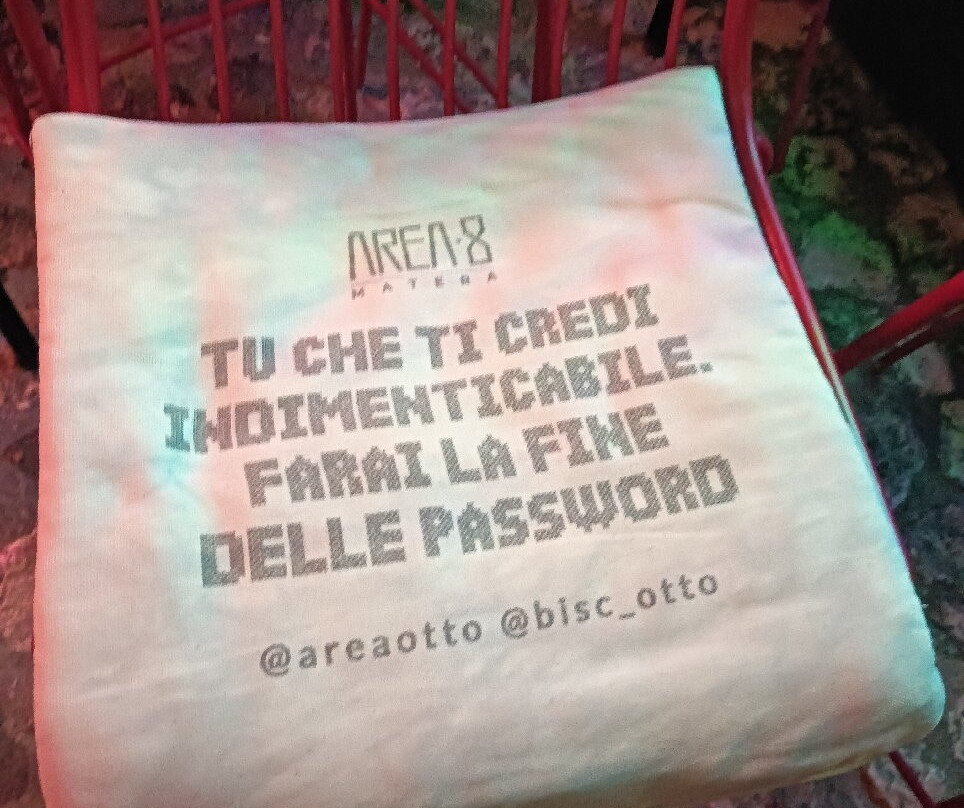 AREA·8
MATERA
TU CHE TI CREDI
INDIMENTICABILE.
FARAI LA FINE
DELLE PASSWORD
@areaotto @bisc_otto